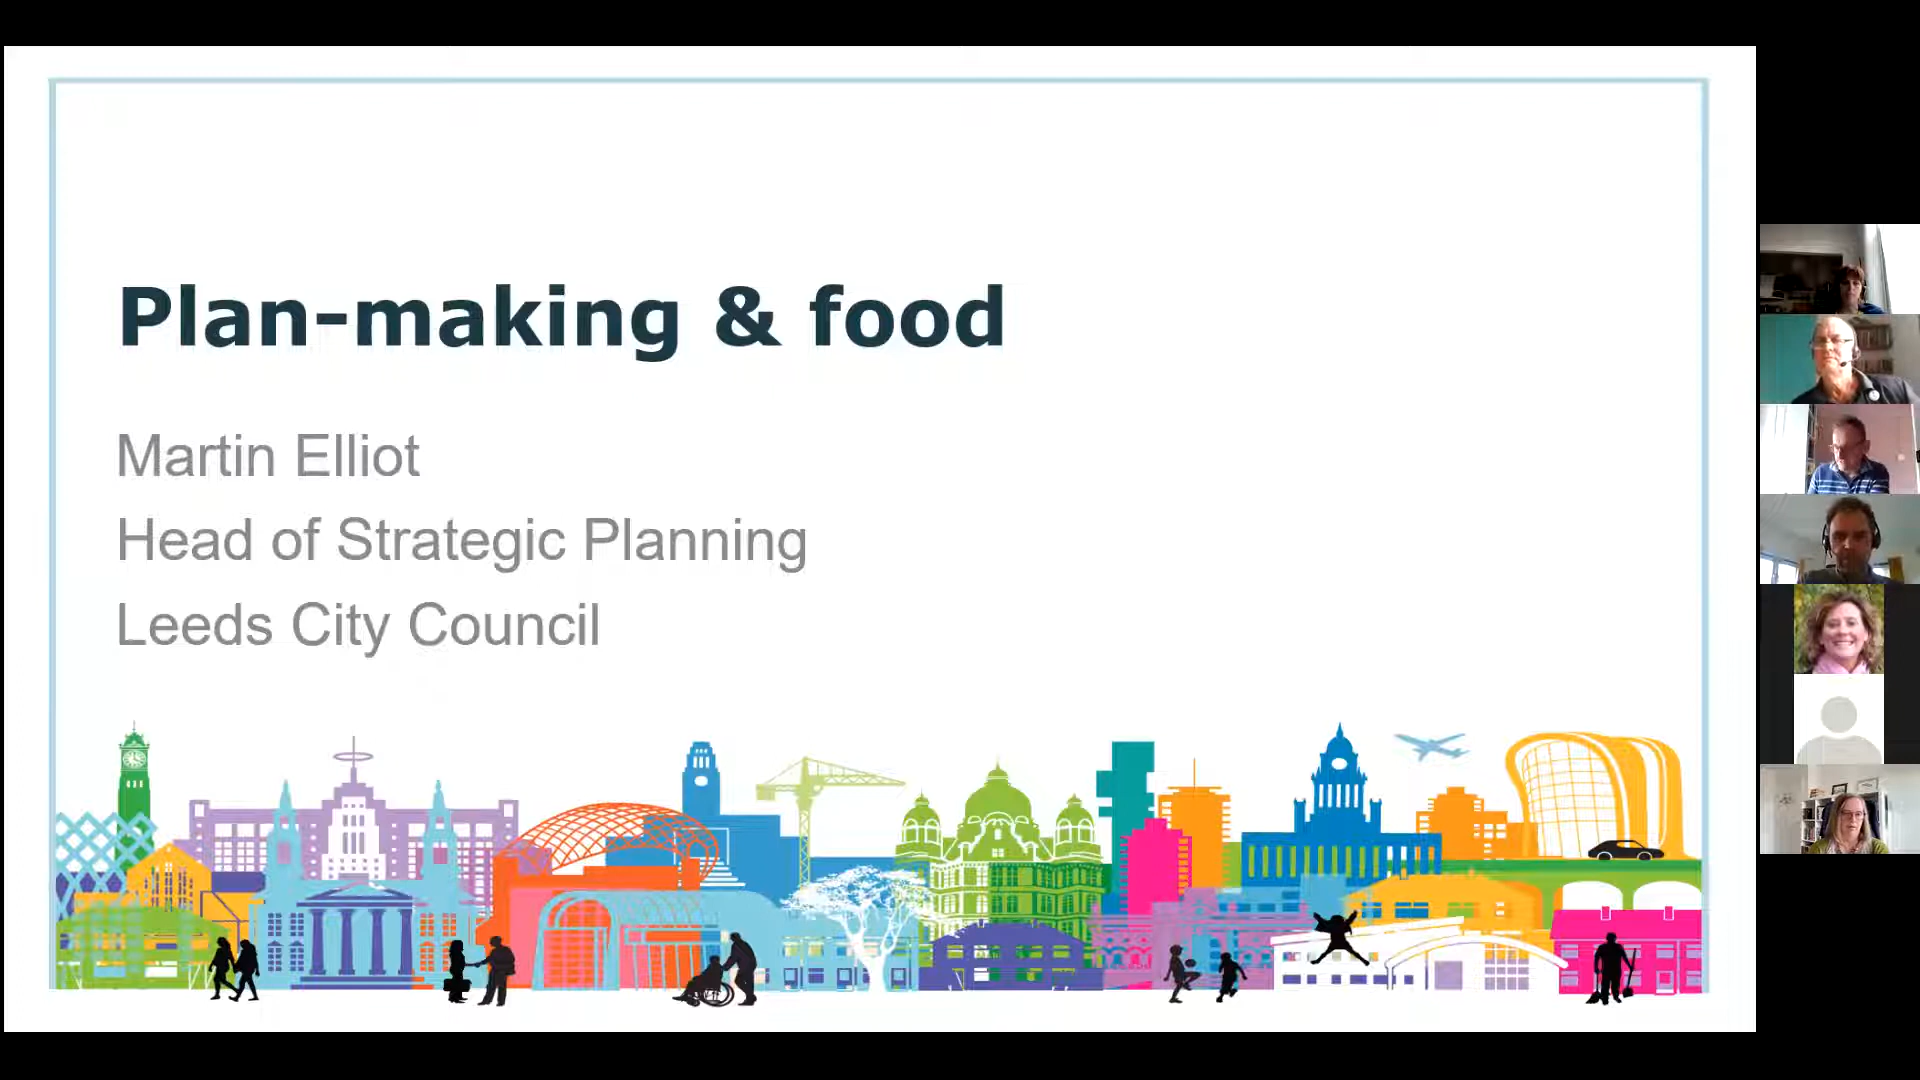 Plan-making & food
Martin Elliot
Head of Strategic Planning
Leeds City Council